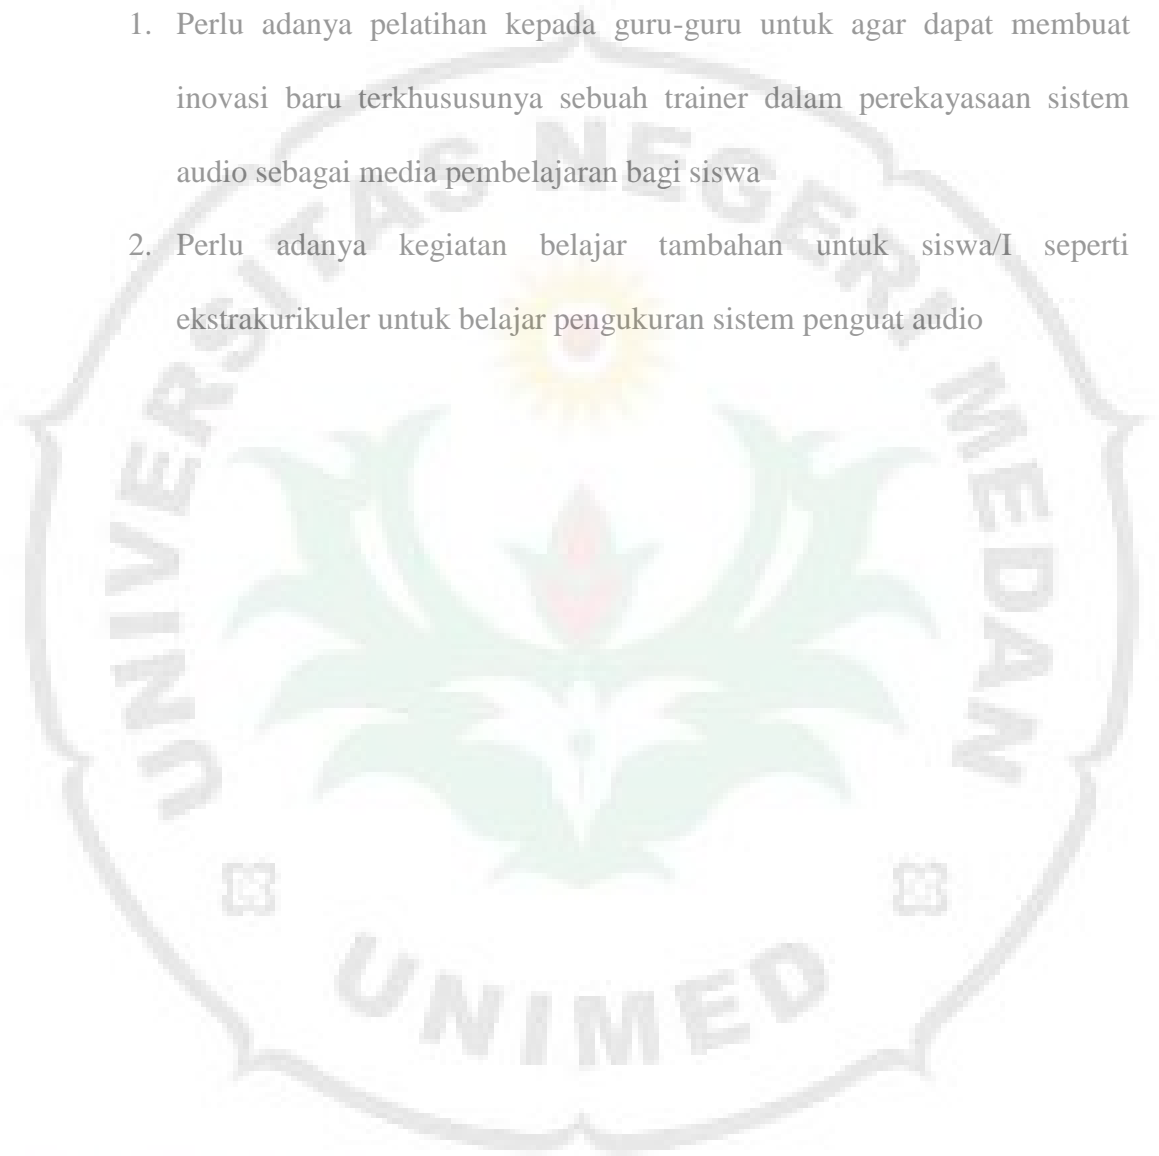 1. Perlu adanya pelatihan kepada guru-guru untuk agar dapat membuat
inovasi baru terkhususunya sebuah trainer dalam perekayasaan sistem
audio sebagai media pembelajaran bagi siswa
2. Perlu adanya kegiatan belajar tambahan untuk siswa/I seperti
ekstrakurikuler untuk belajar pengukuran sistem penguat audio
UNIVERSITAS NEGERI MEDAN
UNIMED